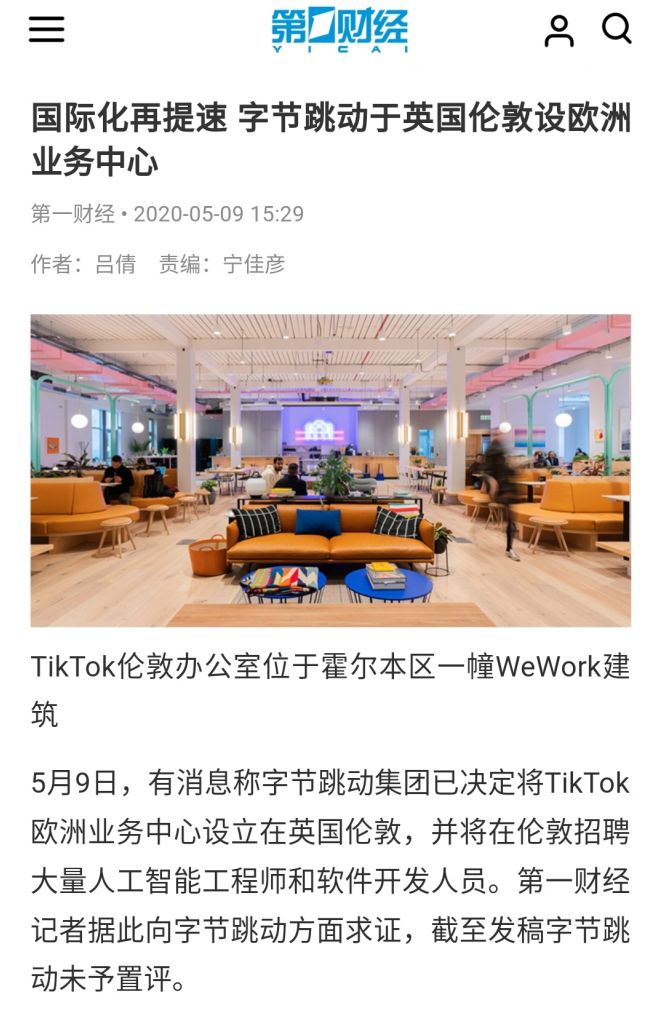 第一财经
YICAI
国际化再提速 字节跳动于英国伦敦设欧洲
业务中心
第一财经 • 2020-05-09 15:29
作者：吕倩 责编：宁佳彦
TikTok伦敦办公室位于霍尔本区一幢WeWork建
筑
5月9日，有消息称字节跳动集团已决定将TikTok
欧洲业务中心设立在英国伦敦，并将在伦敦招聘
大量人工智能工程师和软件开发人员。第一财经
记者据此向字节跳动方面求证，截至发稿字节跳
动未予置评。